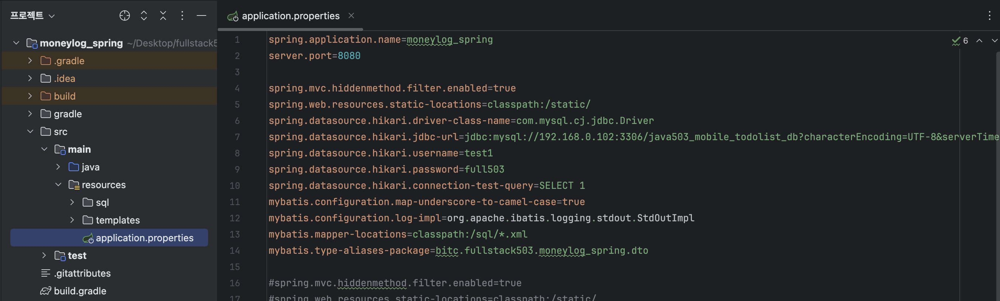 프로젝트
moneylog_spring ~/Desktop/fullstack5
.gradle
.idea
build
gradle
src
main
java
resources
sql
templates
application.properties
test
.gitattributes
build.gradle
application.properties
6
1 spring.application.name=moneylog_spring
2 server.port=8080
3
4 spring.mvc.hiddenmethod.filter.enabled=true
5 spring.web.resources.static-locations=classpath:/static/
6 spring.datasource.hikari.driver-class-name=com.mysql.cj.jdbc.Driver
7 spring.datasource.hikari.jdbc-url=jdbc:mysql://192.168.0.102:3306/java503_mobile_todolist_db?characterEncoding=UTF-8&serverTime
8 spring.datasource.hikari.username=test1
9 spring.datasource.hikari.password=full503
10 spring.datasource.hikari.connection-test-query=SELECT 1
11 mybatis.configuration.map-underscore-to-camel-case=true
12 mybatis.configuration.log-impl=org.apache.ibatis.logging.stdout.StdOutImpl
13 mybatis.mapper-locations=classpath:/sql/*.xml
14 mybatis.type-aliases-package=bitc.fullstack503.moneylog_spring.dto
15
16 #spring.mvc.hiddenmethod.filter.enabled=true
17 #spring.web.resources.static-locations=classpath:/static/